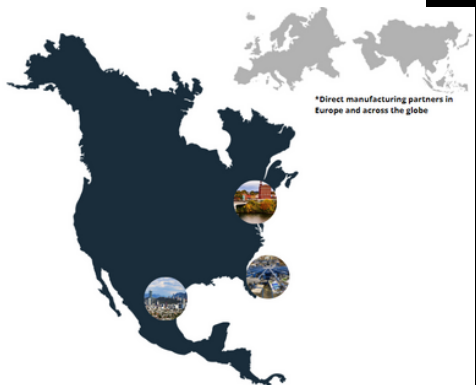 *Direct manufacturing partners in
Europe and across the globe